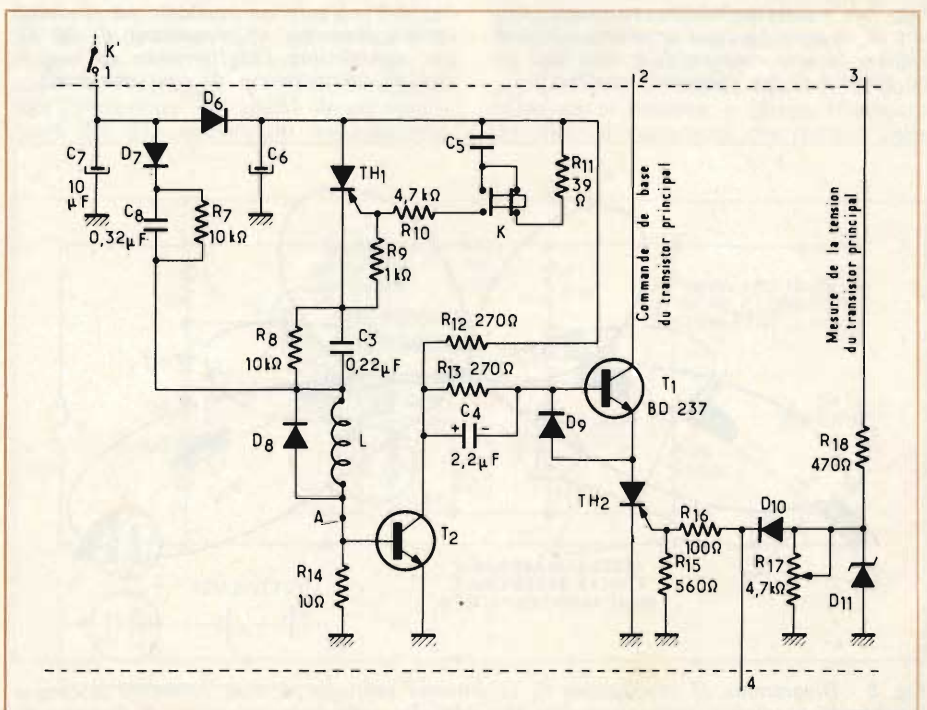 K'
1
2
3
D6
C7
10
µF
D7
C6
C8
0,32µF
R7
10kΩ
TH1
4,7kΩ
R10
R9
1kΩ
C5
K
R11
39
Ω
Commande de base
du transistor principal
Mesure de la tension
du transistor principal
R8
10kΩ
C3
0,22µF
R12 270Ω
R13 270Ω
C4
+ -
2,2µF
D9
T1
BD 237
R18
470Ω
D8
L
A
T2
R14
10Ω
TH2
R16
100Ω
R15
560Ω
D10
R17
4,7kΩ
D11
4